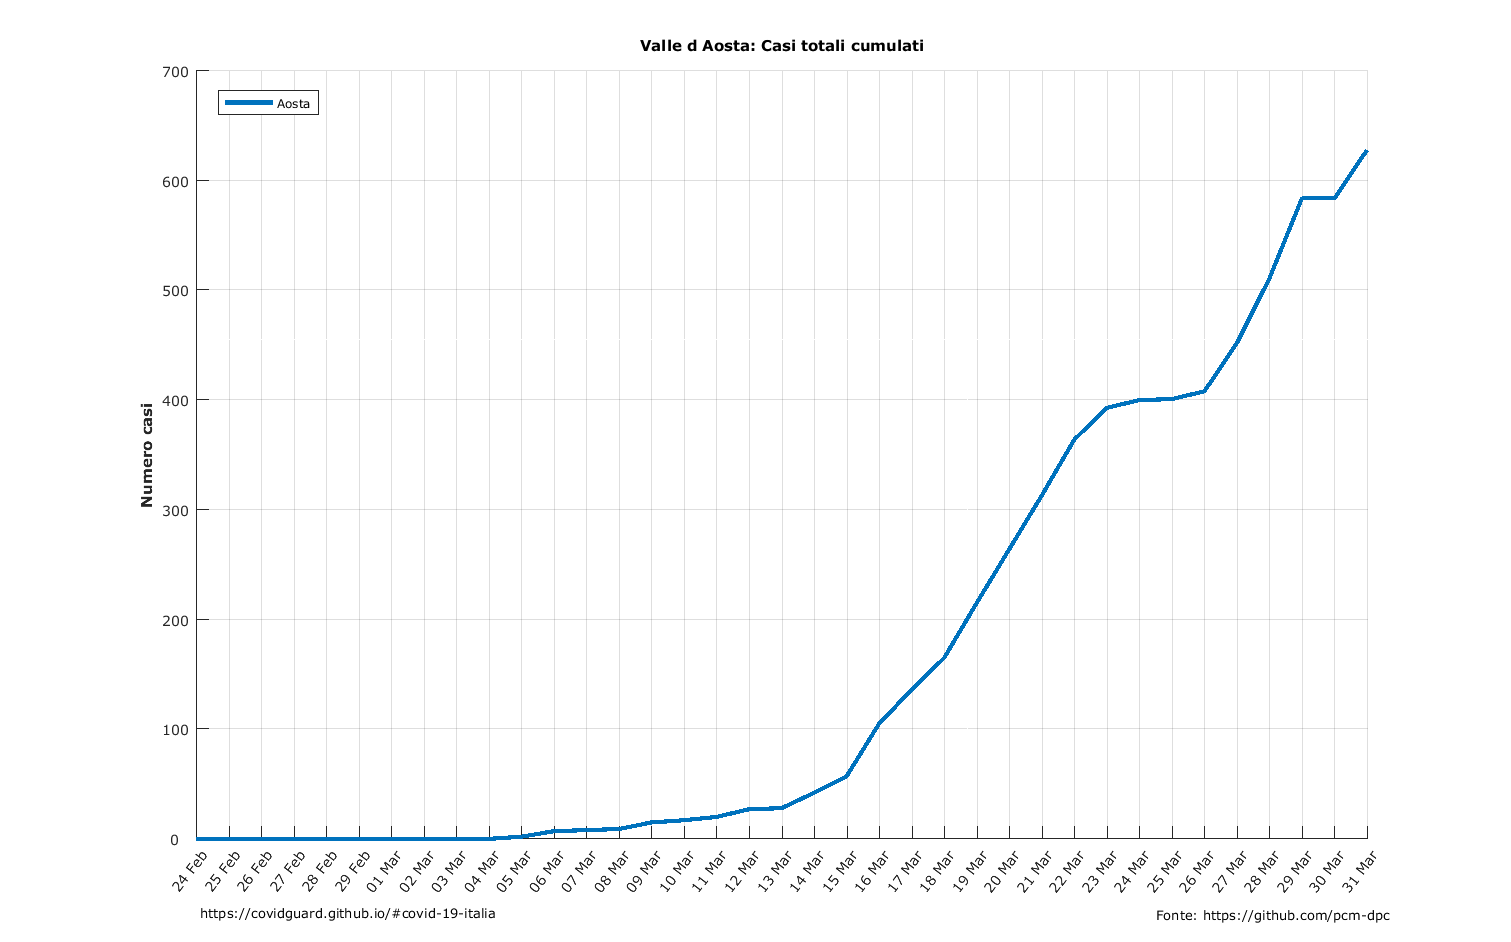 Valle d Aosta: Casi totali cumulati
Aosta
Numero casi
700
600
500
400
300
200
100
0
24 Feb
25 Feb
26 Feb
27 Feb
28 Feb
29 Feb
01 Mar
02 Mar
03 Mar
04 Mar
05 Mar
06 Mar
07 Mar
08 Mar
09 Mar
10 Mar
11 Mar
12 Mar
13 Mar
14 Mar
15 Mar
16 Mar
17 Mar
18 Mar
19 Mar
20 Mar
21 Mar
22 Mar
23 Mar
24 Mar
25 Mar
26 Mar
27 Mar
28 Mar
29 Mar
30 Mar
31 Mar
https://covidguard.github.io/#covid-19-italia
Fonte: https://github.com/pcm-dpc